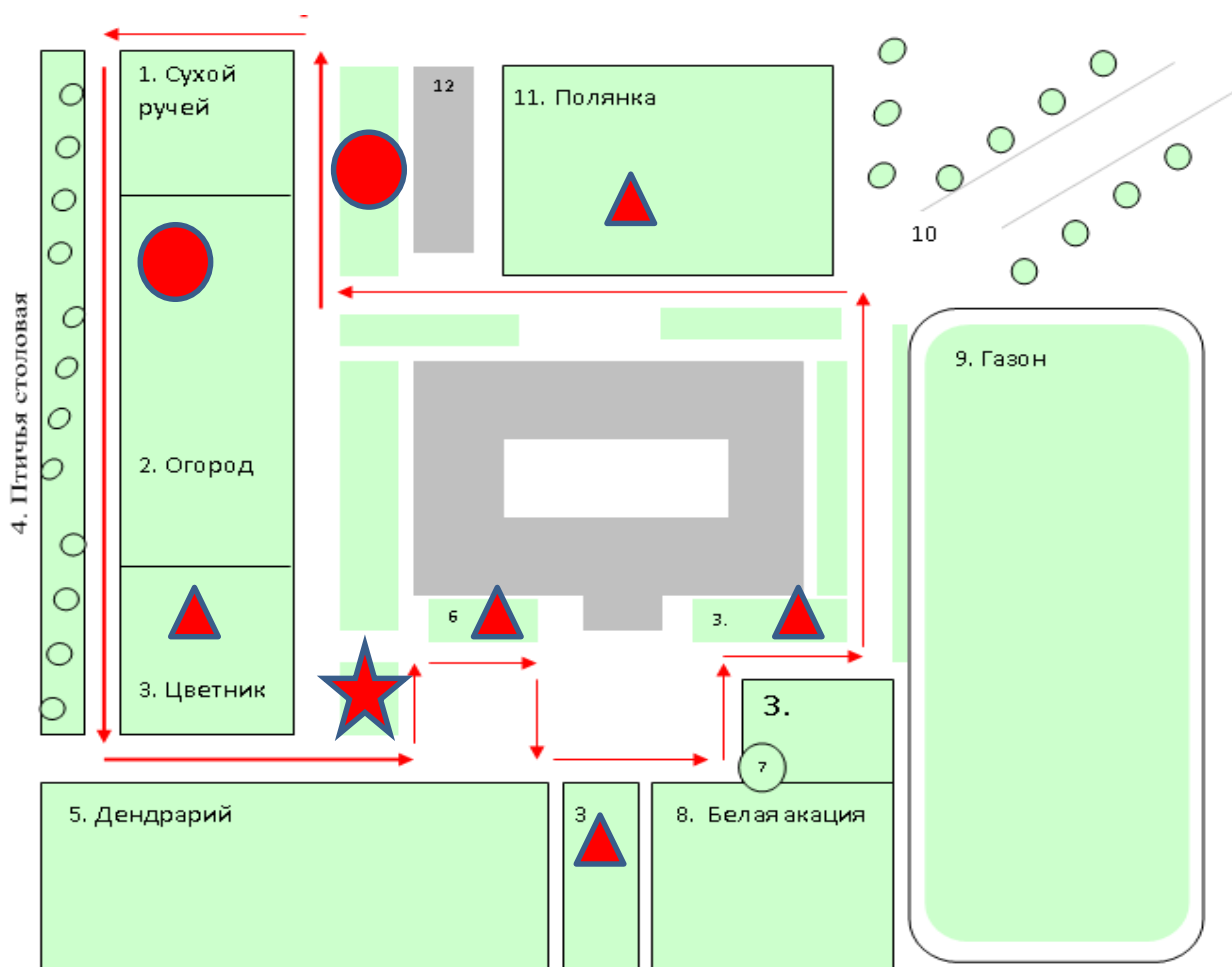 1. Сухой
ручей
12
11. Полянка
10
4. Птичья столовая
2. Огород
9. Газон
6
3.
3. Цветник
3.
7
5. Дендрарий
3
8. Белая акация